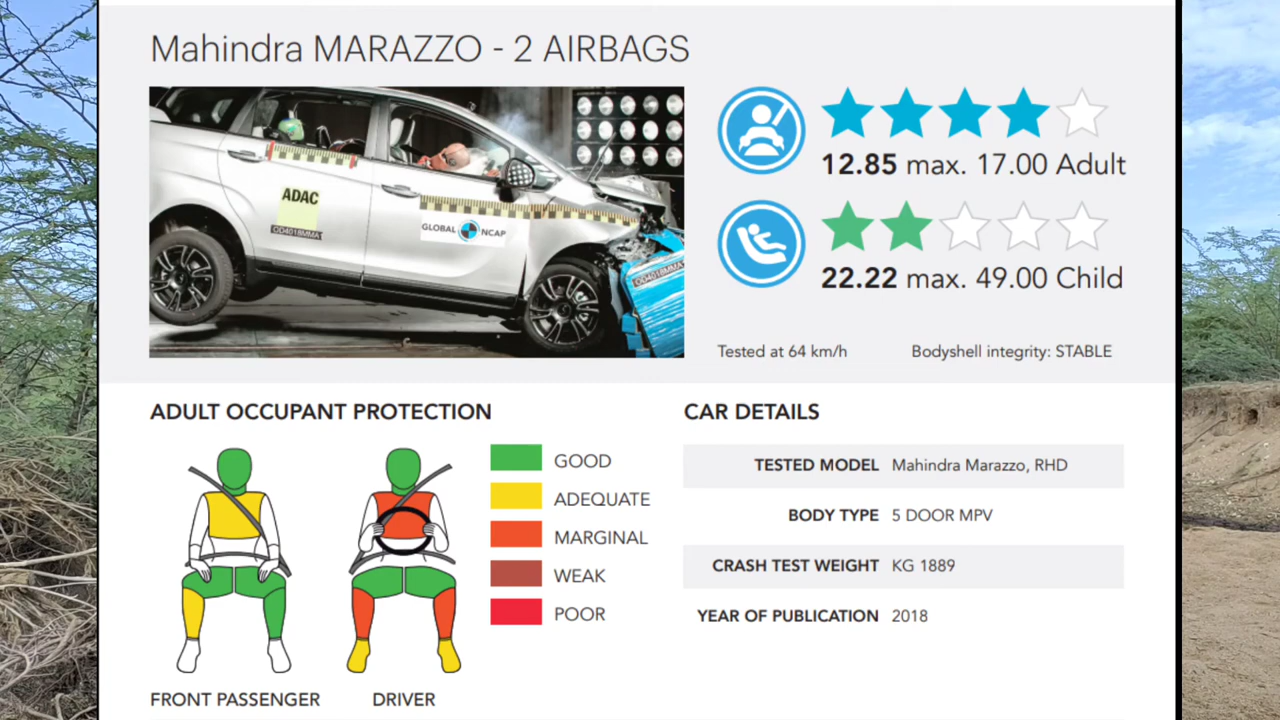 Mahindra MARAZZO - 2 AIRBAGS
12.85 max. 17.00 Adult
22.22 max. 49.00 Child
ADAC
OD4018MMA
GLOBAL NCAP
OD4018MMA
Tested at 64 km/h
Bodyshell integrity: STABLE
ADULT OCCUPANT PROTECTION
GOOD
ADEQUATE
MARGINAL
WEAK
POOR
FRONT PASSENGER
DRIVER
CAR DETAILS
TESTED MODEL Mahindra Marazzo, RHD
BODY TYPE 5 DOOR MPV
CRASH TEST WEIGHT KG 1889
YEAR OF PUBLICATION 2018